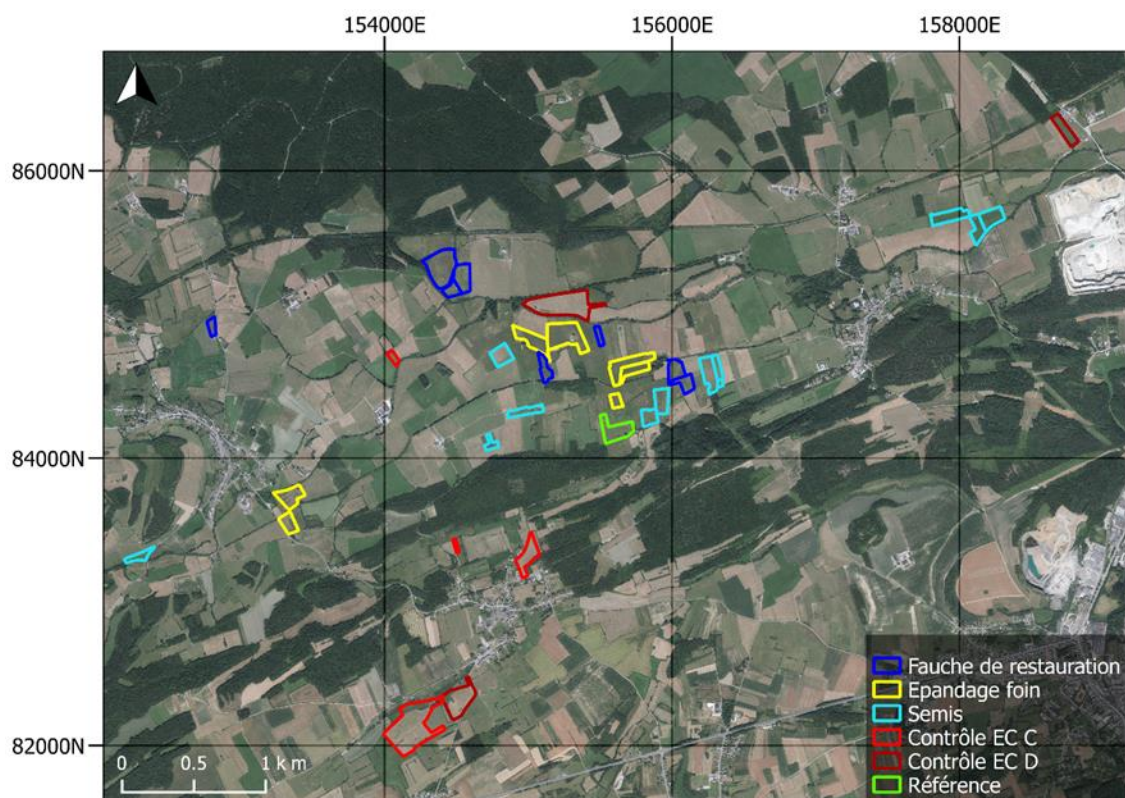 154000E 156000E 158000E
86000N
84000N
82000N
Fauche de restauration
Epandage foin
Semis
Contrôle EC C
Contrôle EC D
Référence
0 0.5 1 km